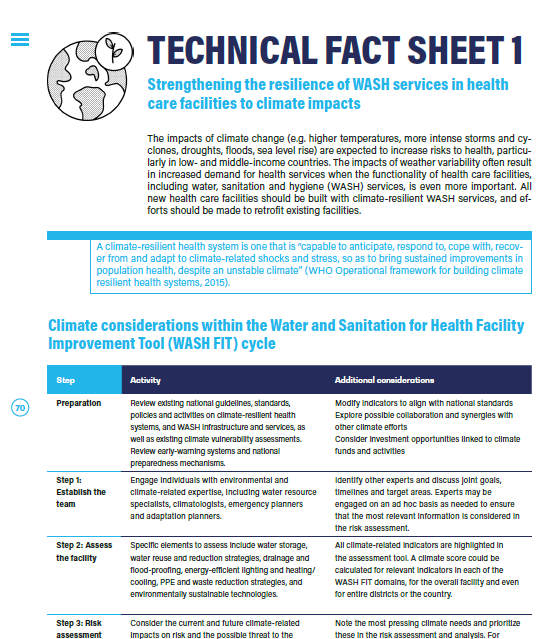 TECHNICAL FACT SHEET 1
Strengthening the resilience of WASH services in health
care facilities to climate impacts
The impacts of climate change (e.g. higher temperatures, more intense storms and cy-
clones, droughts, floods, sea level rise) are expected to increase risks to health, particu-
larly in low- and middle-income countries. The impacts of weather variability often result
in increased demand for health services when the functionality of health care facilities,
including water, sanitation and hygiene (WASH) services, is even more important. All
new health care facilities should be built with climate-resilient WASH services, and ef-
forts should be made to retrofit existing facilities.
A climate-resilient health system is one that is “capable to anticipate, respond to, cope with, recov-
er from and adapt to climate-related shocks and stress, so as to bring sustained improvements in
population health, despite an unstable climate” (WHO Operational framework for building climate
resilient health systems, 2015).
Climate considerations within the Water and Sanitation for Health Facility
Improvement Tool (WASH FIT) cycle
Step Activity Additional considerations
70
Preparation
Review existing national guidelines, standards,
policies and activities on climate-resilient health
systems, and WASH infrastructure and services, as
well as existing climate vulnerability assessments.
Review early-warning systems and national
preparedness mechanisms.
Modify indicators to align with national standards
Explore possible collaboration and synergies with
other climate efforts
Consider investment opportunities linked to climate
funds and activities
Step 1:
Establish the
team
Engage individuals with environmental and
climate-related expertise, including water resource
specialists, climatologists, emergency planners
and adaptation planners.
Identify other experts and discuss joint goals,
timelines and target areas. Experts may be
engaged on an ad hoc basis as needed to ensure
that the most relevant information is considered in
the risk assessment.
Step 2: Assess
the facility
Specific elements to assess include water storage,
water reuse and reduction strategies, drainage and
flood-proofing, energy-efficient lighting and heating/
cooling, PPE and waste reduction strategies, and
environmentally sustainable technologies.
All climate-related indicators are highlighted in
the assessment tool. A climate score could be
calculated for relevant indicators in each of the
WASH FIT domains, for the overall facility and even
for entire districts or the country.
Step 3: Risk
assessment
Consider the current and future climate-related
impacts on risk and the possible threat to the
Note the most pressing climate needs and prioritize
these in the risk assessment and analysis. For